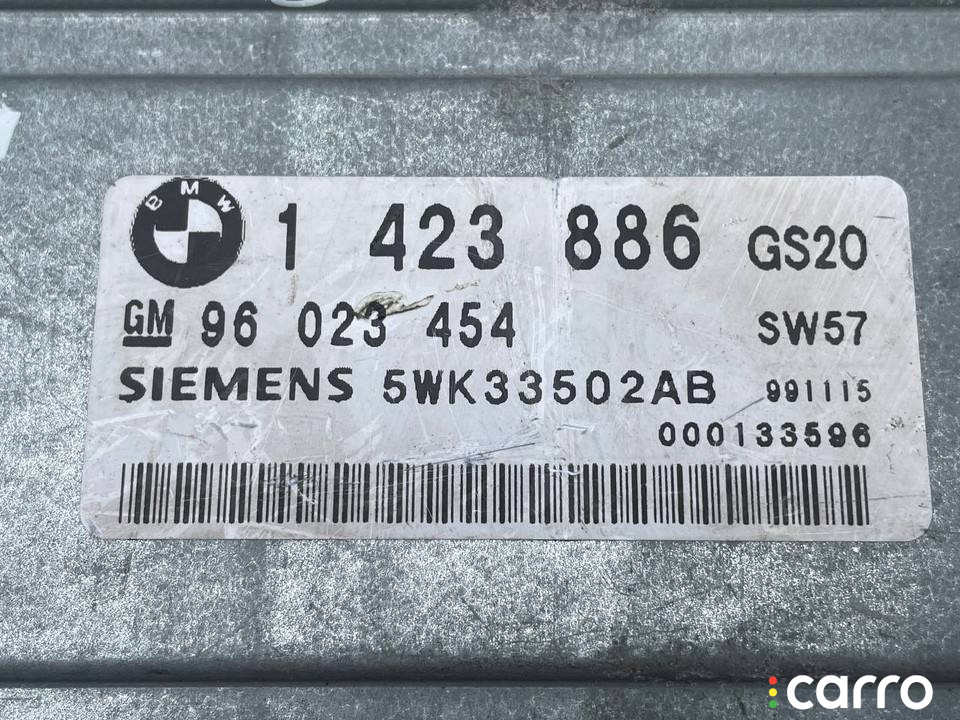 BMW 1 423 886 GS20
GM 96 023 454 SW57
SIEMENS 5WK33502AB 991115
000133596
carro